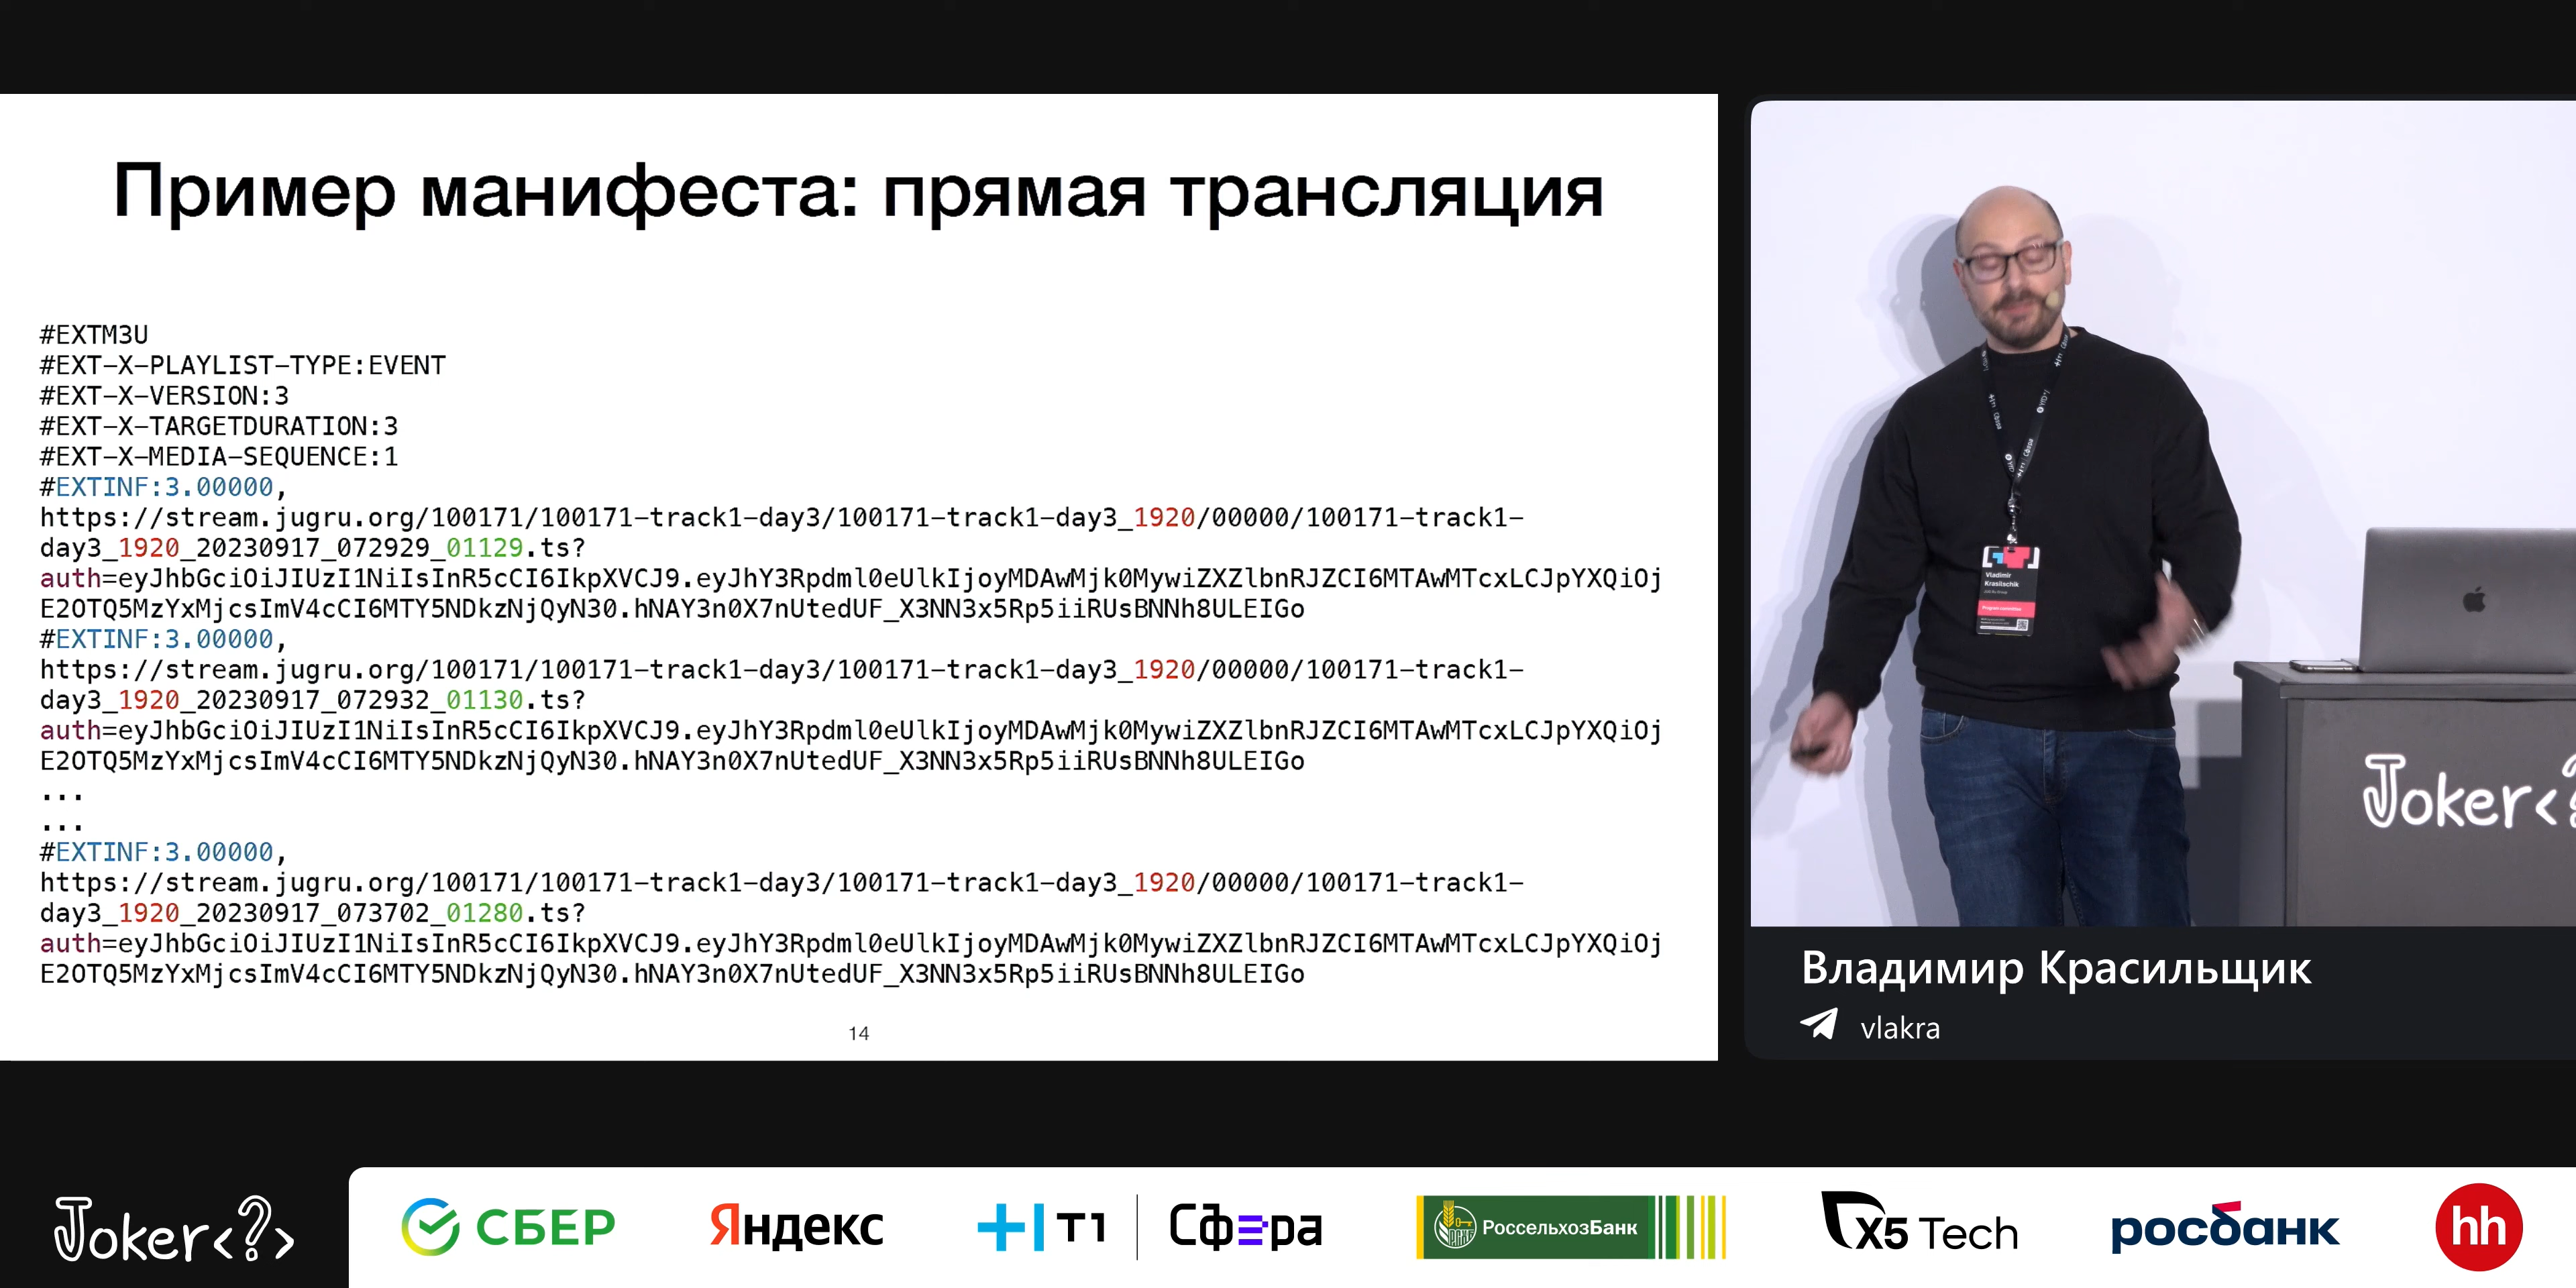 Пример манифеста: прямая трансляция
#EXTM3U
#EXT-X-PLAYLIST-TYPE:EVENT
#EXT-X-VERSION:3
#EXT-X-TARGETDURATION:3
#EXT-X-MEDIA-SEQUENCE:1
#EXTINF:3.00000,
https://stream.jugru.org/100171/100171-track1-day3/100171-track1-day3_1920/00000/100171-track1-
day3_1920_20230917_072929_01129.ts?
auth=eyJhbGciOiJIUzI1NiIsInR5cCI6IkpXVCJ9.eyJhY3Rpdml0eUlkIjoyMDAwMjk0MywiZXZlbnRJZCI6MTAwMTcxLCJpYXQiOj
E2OTQ5MzYxMjcsImV4cCI6MTY5NDkzNjQyN30.hNAY3n0X7nUtedUF_X3NN3x5Rp5iiRUsBNNh8ULEIGo
#EXTINF:3.00000,
https://stream.jugru.org/100171/100171-track1-day3/100171-track1-day3_1920/00000/100171-track1-
day3_1920_20230917_072932_01130.ts?
auth=eyJhbGciOiJIUzI1NiIsInR5cCI6IkpXVCJ9.eyJhY3Rpdml0eUlkIjoyMDAwMjk0MywiZXZlbnRJZCI6MTAwMTcxLCJpYXQiOj
E2OTQ5MzYxMjcsImV4cCI6MTY5NDkzNjQyN30.hNAY3n0X7nUtedUF_X3NN3x5Rp5iiRUsBNNh8ULEIGo
...
...
#EXTINF:3.00000,
https://stream.jugru.org/100171/100171-track1-day3/100171-track1-day3_1920/00000/100171-track1-
day3_1920_20230917_073702_01280.ts?
auth=eyJhbGciOiJIUzI1NiIsInR5cCI6IkpXVCJ9.eyJhY3Rpdml0eUlkIjoyMDAwMjk0MywiZXZlbnRJZCI6MTAwMTcxLCJpYXQiOj
E2OTQ5MzYxMjcsImV4cCI6MTY5NDkzNjQyN30.hNAY3n0X7nUtedUF_X3NN3x5Rp5iiRUsBNNh8ULEIGo
14
Vladimir
Krasilschik
Program committee
Joker<?
Владимир Красильщик
vlakra
Joker<?>
СБЕР
Яндекс
Т1
Сфера
РоссельхозБанк
X5 Tech
росбанк
hh